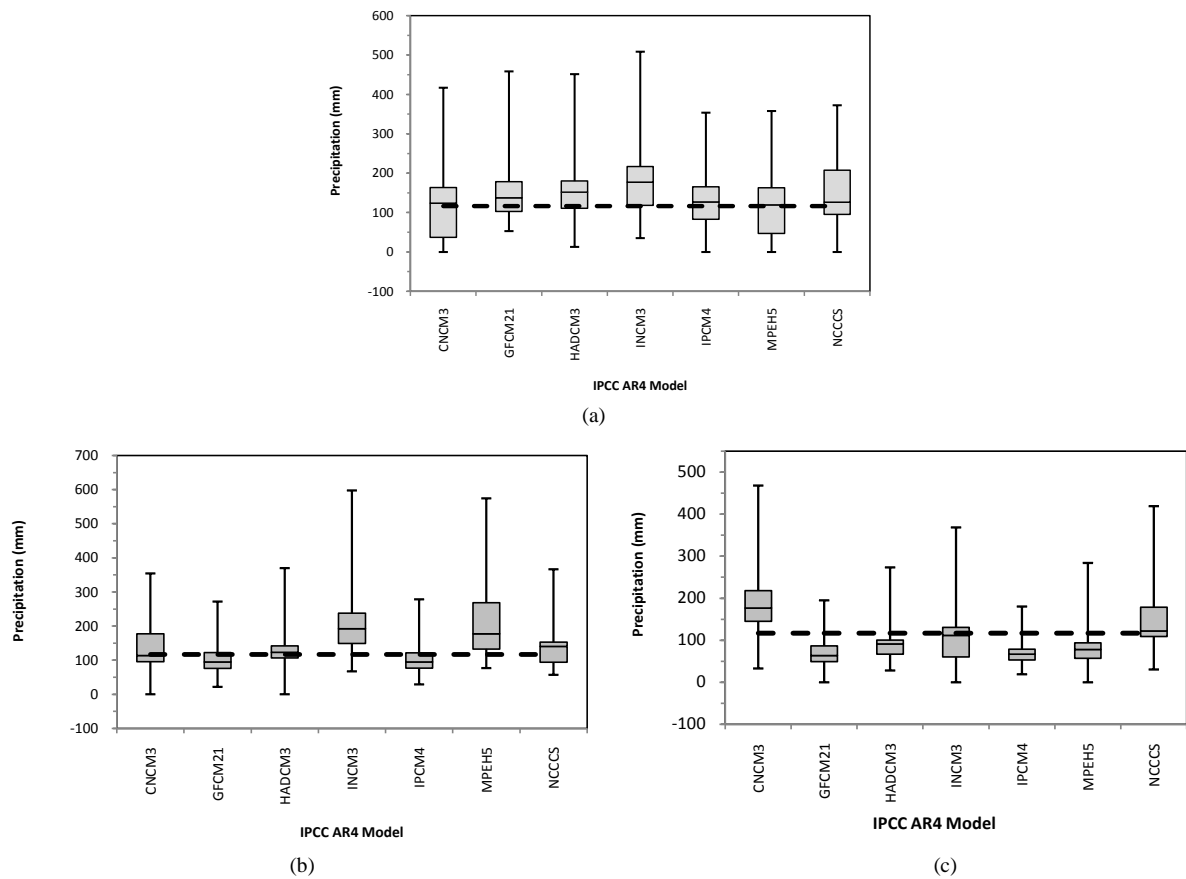 Precipitation (mm)
600
500
400
300
200
100
0
-100
CNCM3
GFCM21
HADCM3
INCM3
IPCM4
MPEH5
NCCCS
IPCC AR4 Model
(a)
Precipitation (mm)
700
600
500
400
300
200
100
0
-100
CNCM3
GFCM21
HADCM3
INCM3
IPCM4
MPEH5
NCCCS
IPCC AR4 Model
(b)
Precipitation (mm)
500
400
300
200
100
0
-100
CNCM3
GFCM21
HADCM3
INCM3
IPCM4
MPEH5
NCCCS
IPCC AR4 Model
(c)